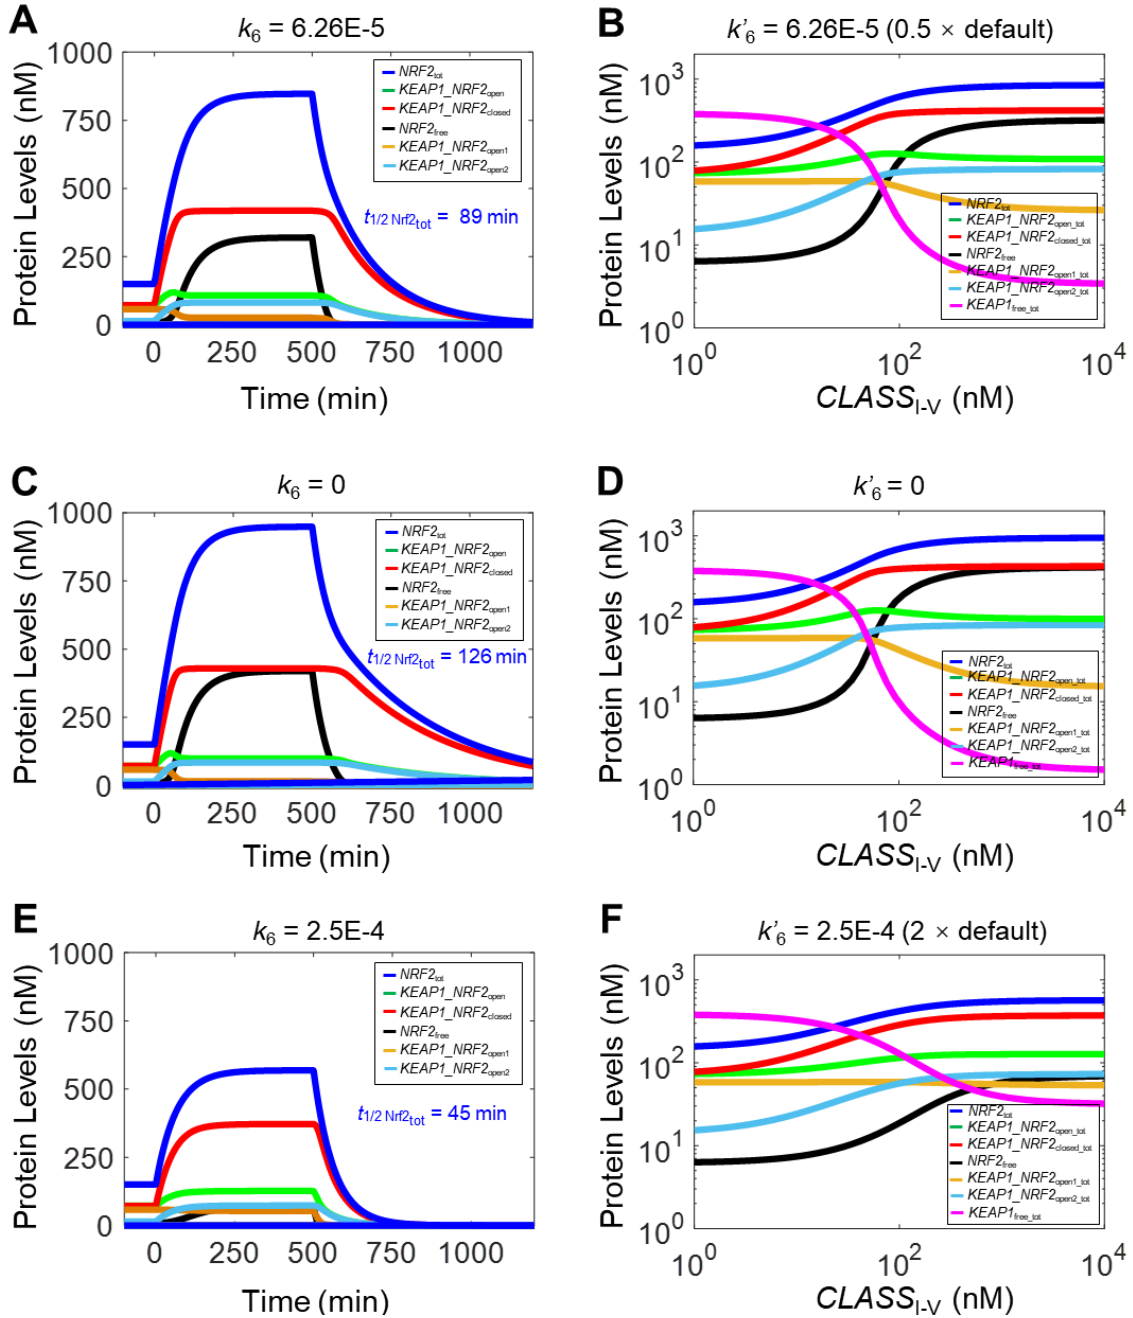 A
k6 = 6.26E-5
Protein Levels (nM)
1000
750
500
250
0
NRF2tot
KEAP1_NRF2open
KEAP1_NRF2closed
NRF2free
KEAP1_NRF2open1
KEAP1_NRF2open2
t1/2 Nrf2tot = 89 min
0 250 500 750 1000
Time (min)
B
k'6 = 6.26E-5 (0.5 × default)
Protein Levels (nM)
10^3
10^2
10^1
10^0
NRF2tot
KEAP1_NRF2open_tot
KEAP1_NRF2closed_tot
NRF2free
KEAP1_NRF2open1_tot
KEAP1_NRF2open2_tot
KEAP1free_tot
10^0 10^2 10^4
CLASSI-V (nM)
C
k6 = 0
Protein Levels (nM)
1000
750
500
250
0
NRF2tot
KEAP1_NRF2open
KEAP1_NRF2closed
NRF2free
KEAP1_NRF2open1
KEAP1_NRF2open2
t1/2 Nrf2tot = 126 min
0 250 500 750 1000
Time (min)
D
k'6 = 0
Protein Levels (nM)
10^3
10^2
10^1
10^0
NRF2tot
KEAP1_NRF2open_tot
KEAP1_NRF2closed_tot
NRF2free
KEAP1_NRF2open1_tot
KEAP1_NRF2open2_tot
KEAP1free_tot
10^0 10^2 10^4
CLASSI-V (nM)
E
k6 = 2.5E-4
Protein Levels (nM)
1000
750
500
250
0
NRF2tot
KEAP1_NRF2open
KEAP1_NRF2closed
NRF2free
KEAP1_NRF2open1
KEAP1_NRF2open2
t1/2 Nrf2tot = 45 min
0 250 500 750 1000
Time (min)
F
k'6 = 2.5E-4 (2 × default)
Protein Levels (nM)
10^3
10^2
10^1
10^0
NRF2tot
KEAP1_NRF2open_tot
KEAP1_NRF2closed_tot
NRF2free
KEAP1_NRF2open1_tot
KEAP1_NRF2open2_tot
KEAP1free_tot
10^0 10^2 10^4
CLASSI-V (nM)